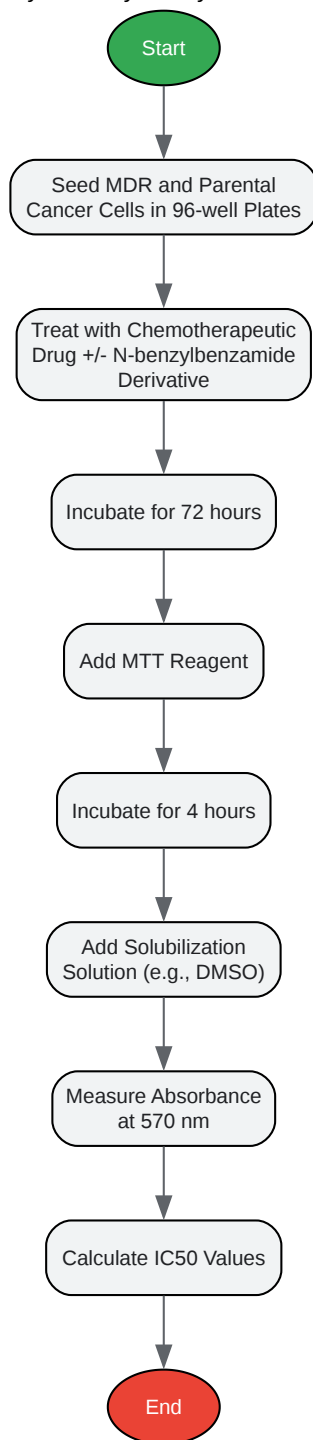 Start
Seed MDR and Parental
Cancer Cells in 96-well Plates
Treat with Chemotherapeutic
Drug +/- N-benzylbenzamide
Derivative
Incubate for 72 hours
Add MTT Reagent
Incubate for 4 hours
Add Solubilization
Solution (e.g., DMSO)
Measure Absorbance
at 570 nm
Calculate IC50 Values
End